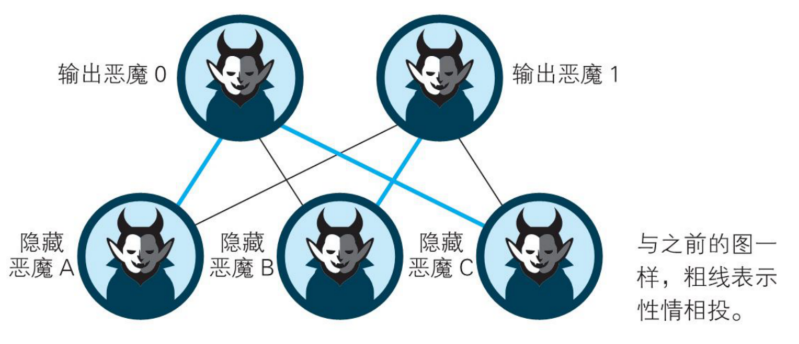 输出恶魔 0
输出恶魔 1
隐藏
恶魔 A
隐藏
恶魔 B
隐藏
恶魔 C
与之前的图一
样，粗线表示
性情相投。